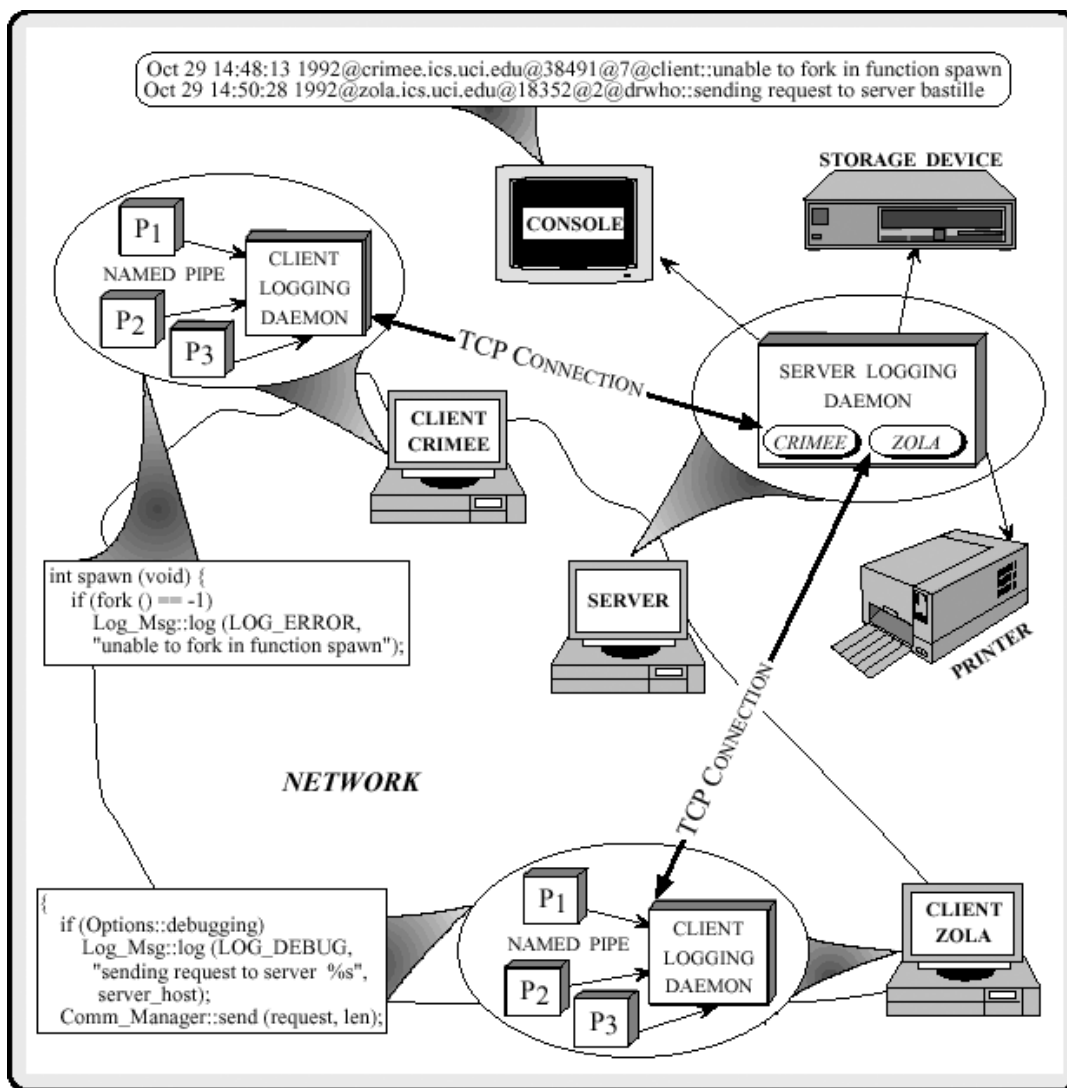 Oct 29 14:48:13 1992@crimee.ics.uci.edu@38491@7@client::unable to fork in function spawn
Oct 29 14:50:28 1992@zola.ics.uci.edu@18352@2@drwho::sending request to server bastille
STORAGE DEVICE
CONSOLE
P1
NAMED PIPE
P2
P3
CLIENT
LOGGING
DAEMON
TCP CONNECTION
SERVER LOGGING
DAEMON
CRIMEE
ZOLA
CLIENT
CRIMEE
SERVER
PRINTER
int spawn (void) {
if (fork () == -1)
Log_Msg::log (LOG_ERROR,
"unable to fork in function spawn");
TCP CONNECTION
NETWORK
{
if (Options::debugging)
Log_Msg::log (LOG_DEBUG,
"sending request to server %s",
server_host);
Comm_Manager::send (request, len);
P1
NAMED PIPE
P2
P3
CLIENT
LOGGING
DAEMON
CLIENT
ZOLA